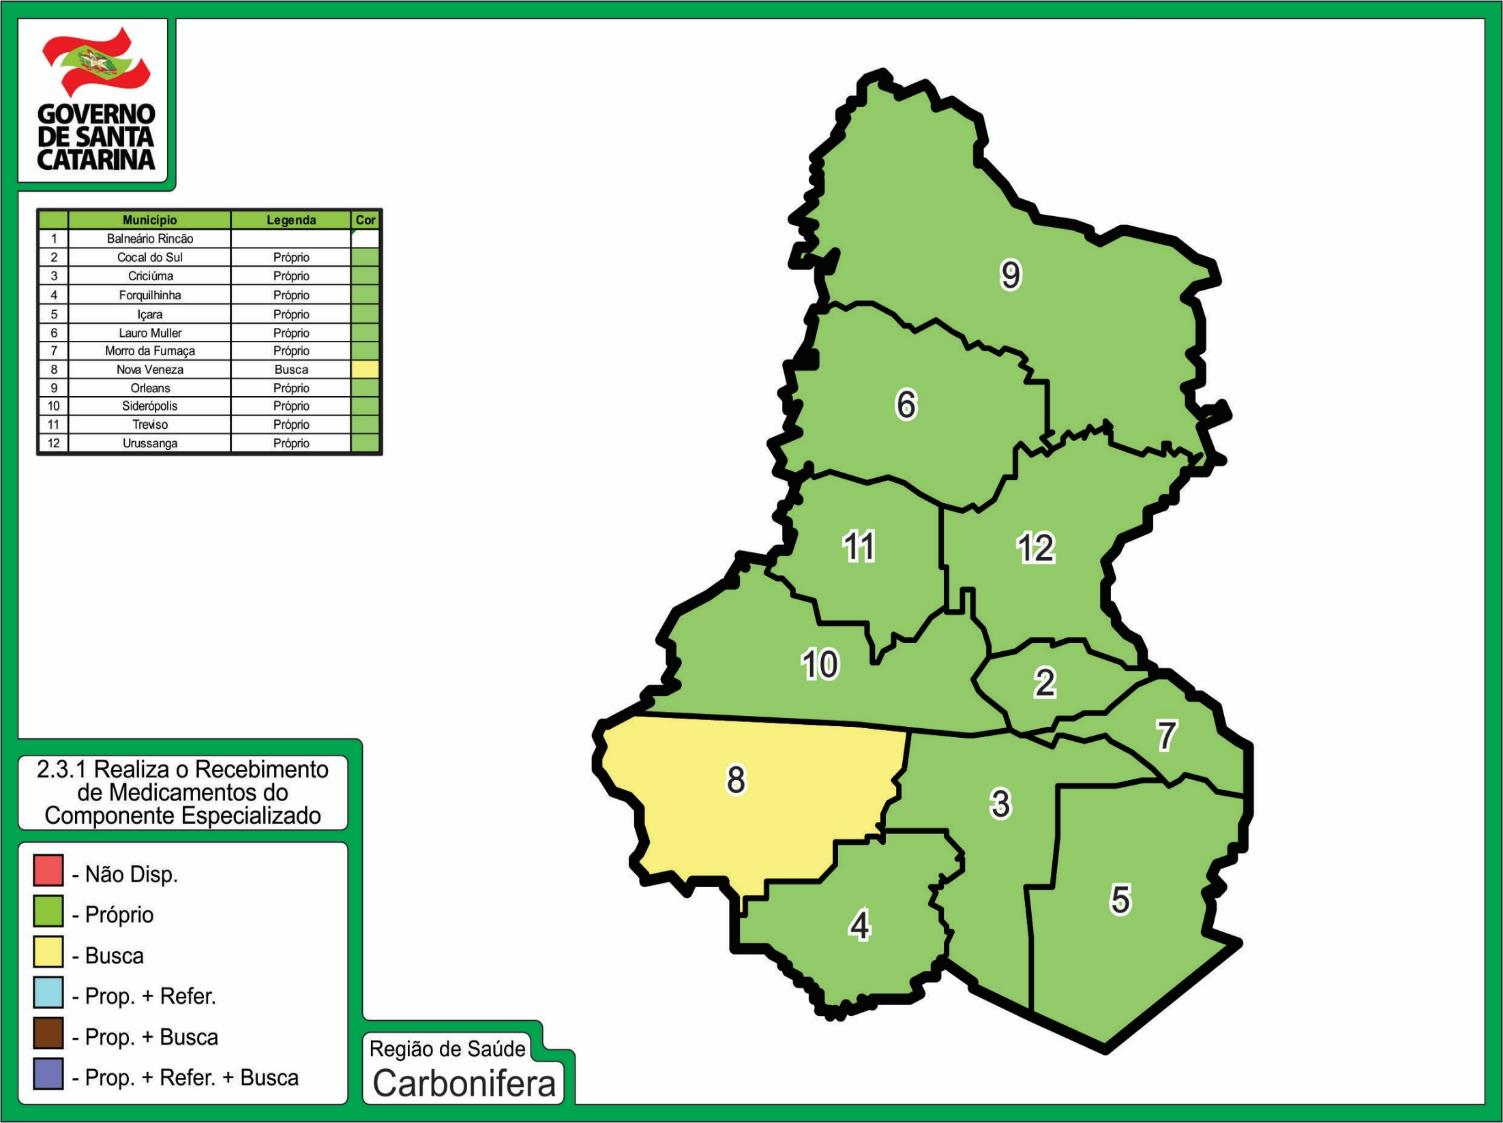 GOVERNO
DE SANTA
CATARINA
Município Legenda Cor
1 Balneário Rincão
2 Cocal do Sul Próprio
3 Criciúma Próprio
4 Forquilhinha Próprio
5 Içara Próprio
6 Lauro Muller Próprio
7 Morro da Fumaça Próprio
8 Nova Veneza Busca
9 Orleans Próprio
10 Siderópolis Próprio
11 Treviso Próprio
12 Urussanga Próprio
9
6
11
12
10
2
7
8
3
5
4
2.3.1 Realiza o Recebimento
de Medicamentos do
Componente Especializado
- Não Disp.
- Próprio
- Busca
- Prop. + Refer.
- Prop. + Busca
- Prop. + Refer. + Busca
Região de Saúde
Carbonifera